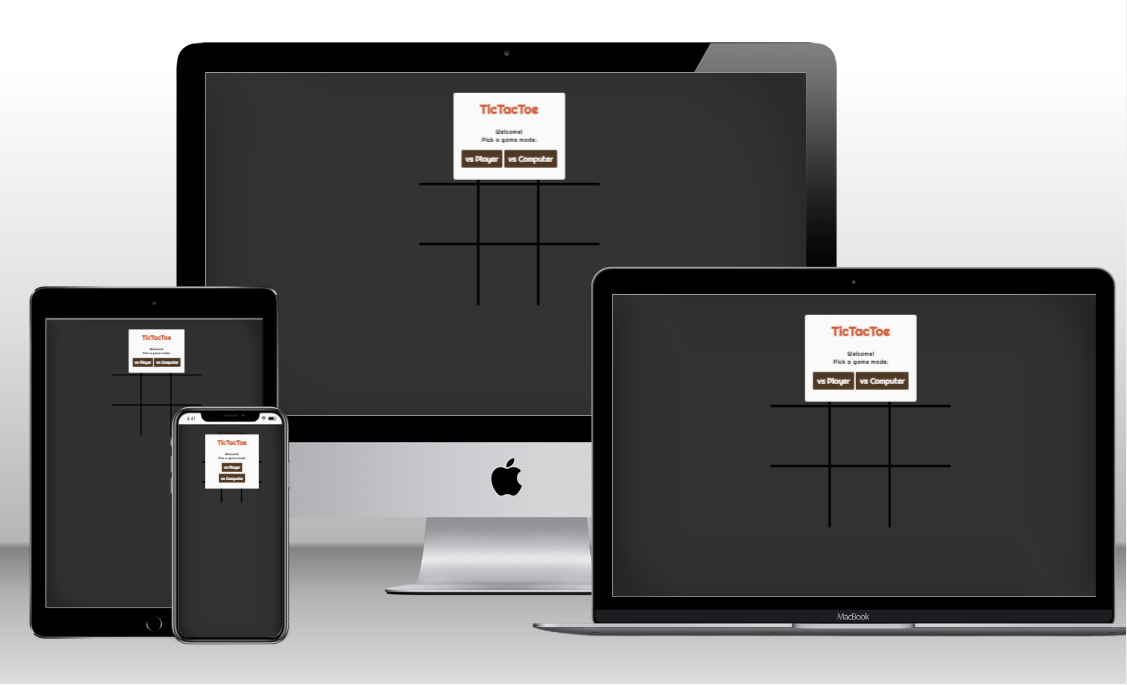 TicTacToe
Welcome!
Pick a game mode.
vs Player vs Computer
TicTacToe
Welcome!
Pick a game mode.
vs Player vs Computer
TicTacToe
Welcome!
Pick a game mode.
vs Player vs Computer
9:41
TicTacToe
Welcome!
Pick a game mode.
vs Player
vs Computer
MacBook